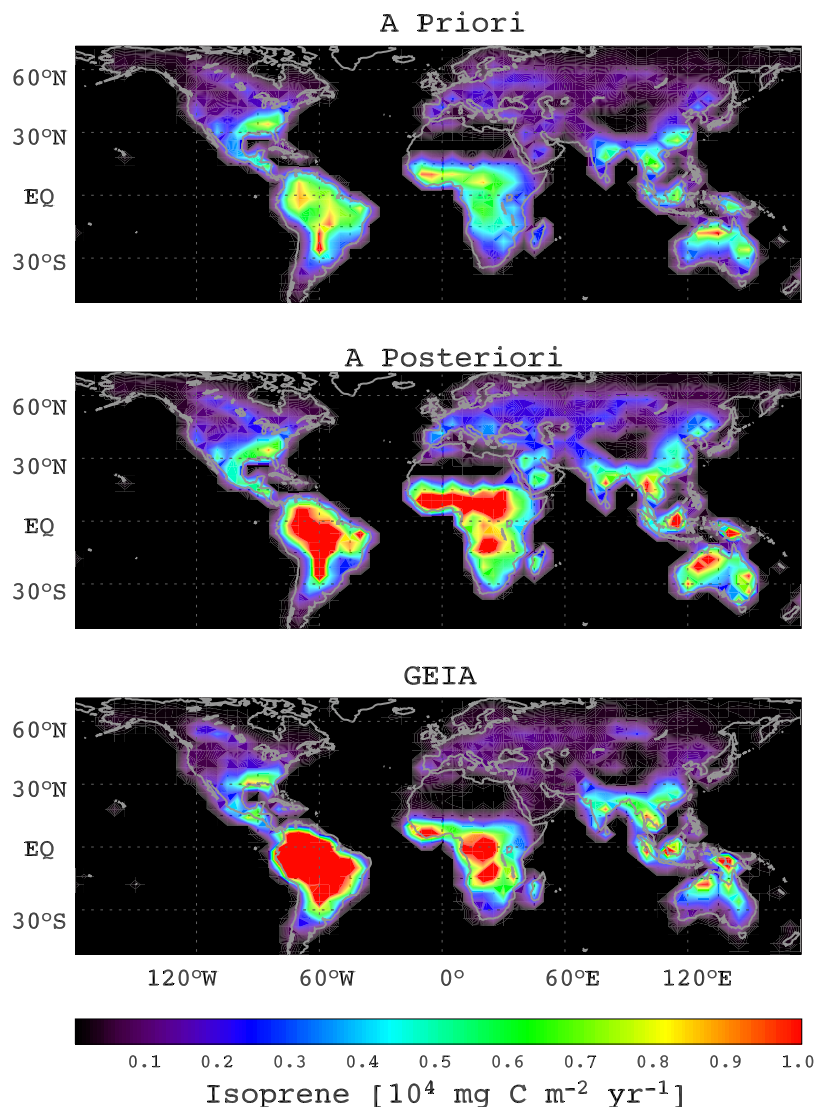 A Priori
60°N
30°N
EQ
30°S
A Posteriori
60°N
30°N
EQ
30°S
GEIA
60°N
30°N
EQ
30°S
120°W 60°W 0° 60°E 120°E
0.1 0.2 0.3 0.4 0.5 0.6 0.7 0.8 0.9 1.0
Isoprene [10⁴ mg C m⁻² yr⁻¹]